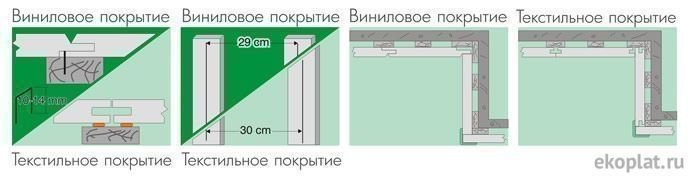 Виниловое покрытие
Виниловое покрытие
Виниловое покрытие
Текстильное покрытие
10-14 mm
29 cm
30 cm
Текстильное покрытие
Текстильное покрытие
ekoplat.ru